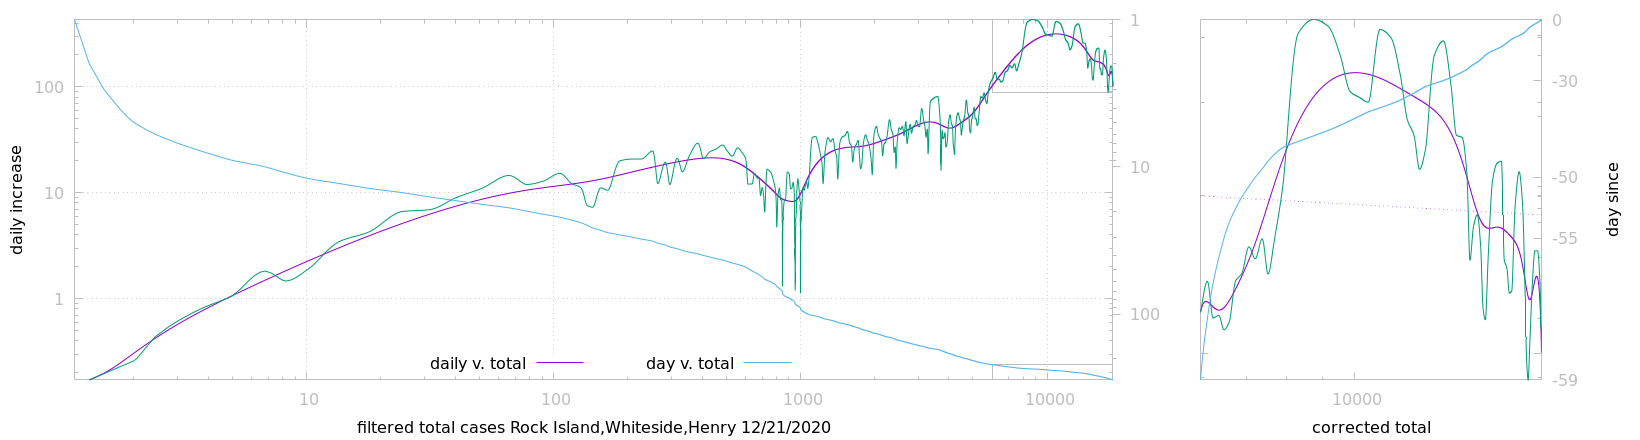 1
0
100
-30
daily increase
10
-50
day since
10
-55
1
100
daily v. total
day v. total
-59
10
100
1000
10000
10000
filtered total cases Rock Island,Whiteside,Henry 12/21/2020
corrected total